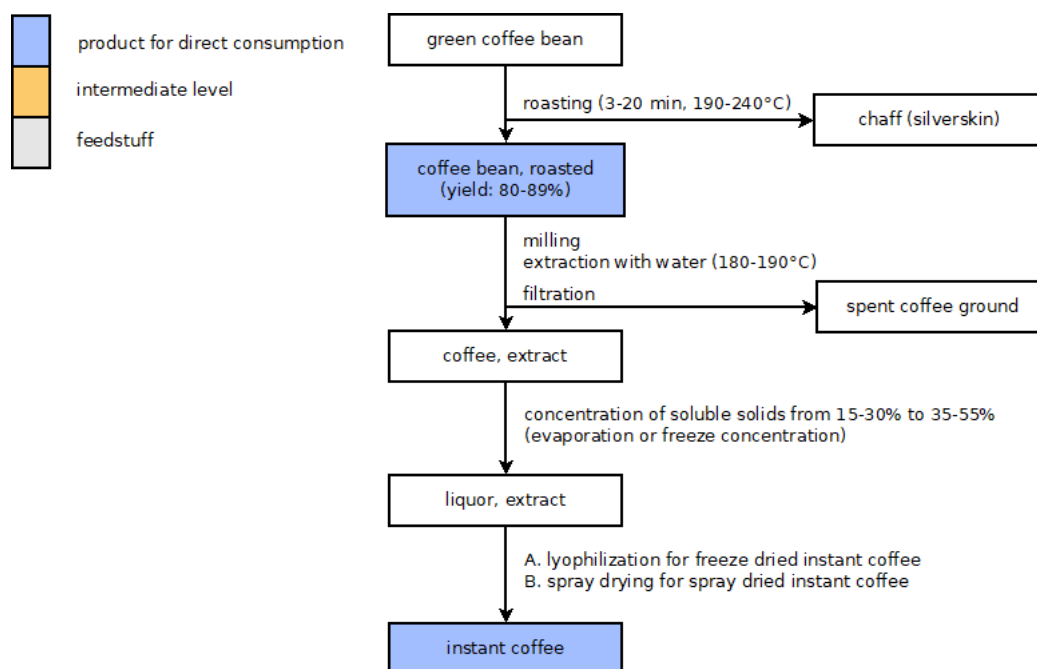 product for direct consumption
intermediate level
feedstuff
green coffee bean
roasting (3-20 min, 190-240°C)
chaff (silverskin)
coffee bean, roasted
(yield: 80-89%)
milling
extraction with water (180-190°C)
filtration
spent coffee ground
coffee, extract
concentration of soluble solids from 15-30% to 35-55%
(evaporation or freeze concentration)
liquor, extract
A. lyophilization for freeze dried instant coffee
B. spray drying for spray dried instant coffee
instant coffee